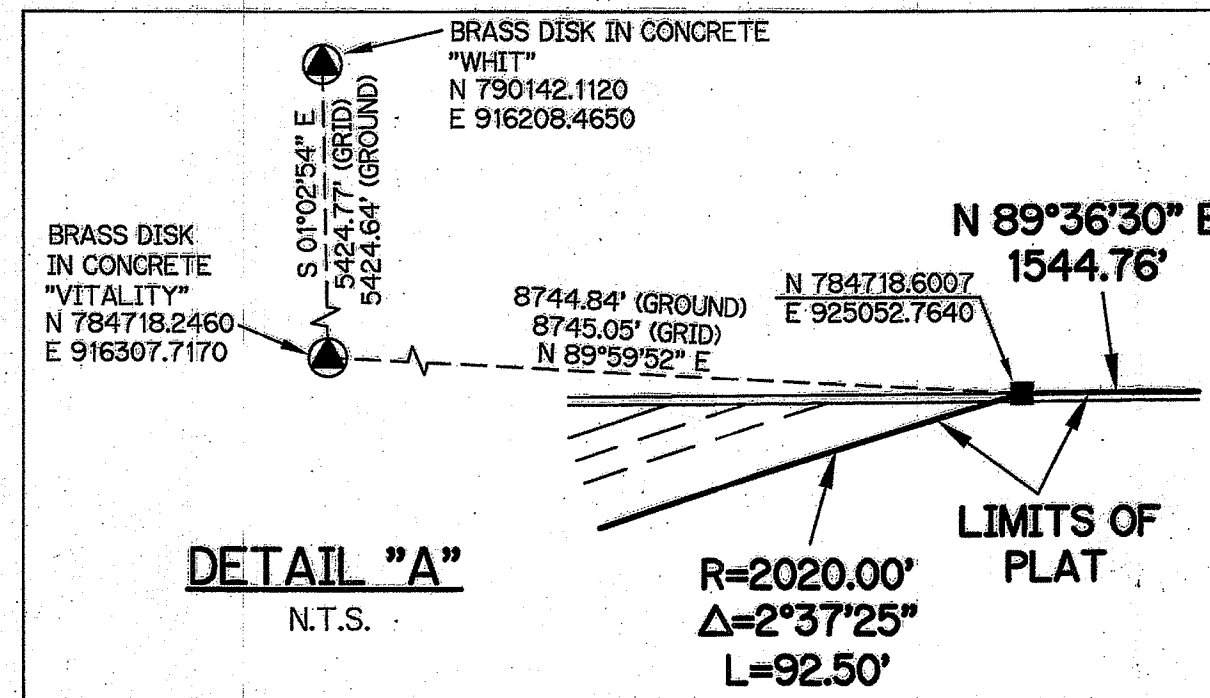 BRASS DISK IN CONCRETE
"WHIT"
N 790142.1120
E 916208.4650
S 01°02'54" E
5424.77' (GRID)
5424.64' (GROUND)
BRASS DISK
IN CONCRETE
"VITALITY"
N 784718.2460
E 916307.7170
8744.84' (GROUND)
8745.05' (GRID)
N 89°59'52" E
N 784718.6007
E 925052.7640
N 89°36'30" E
1544.76'
LIMITS OF
PLAT
R=2020.00'
Δ=2°37'25"
L=92.50'
DETAIL "A"
N.T.S.